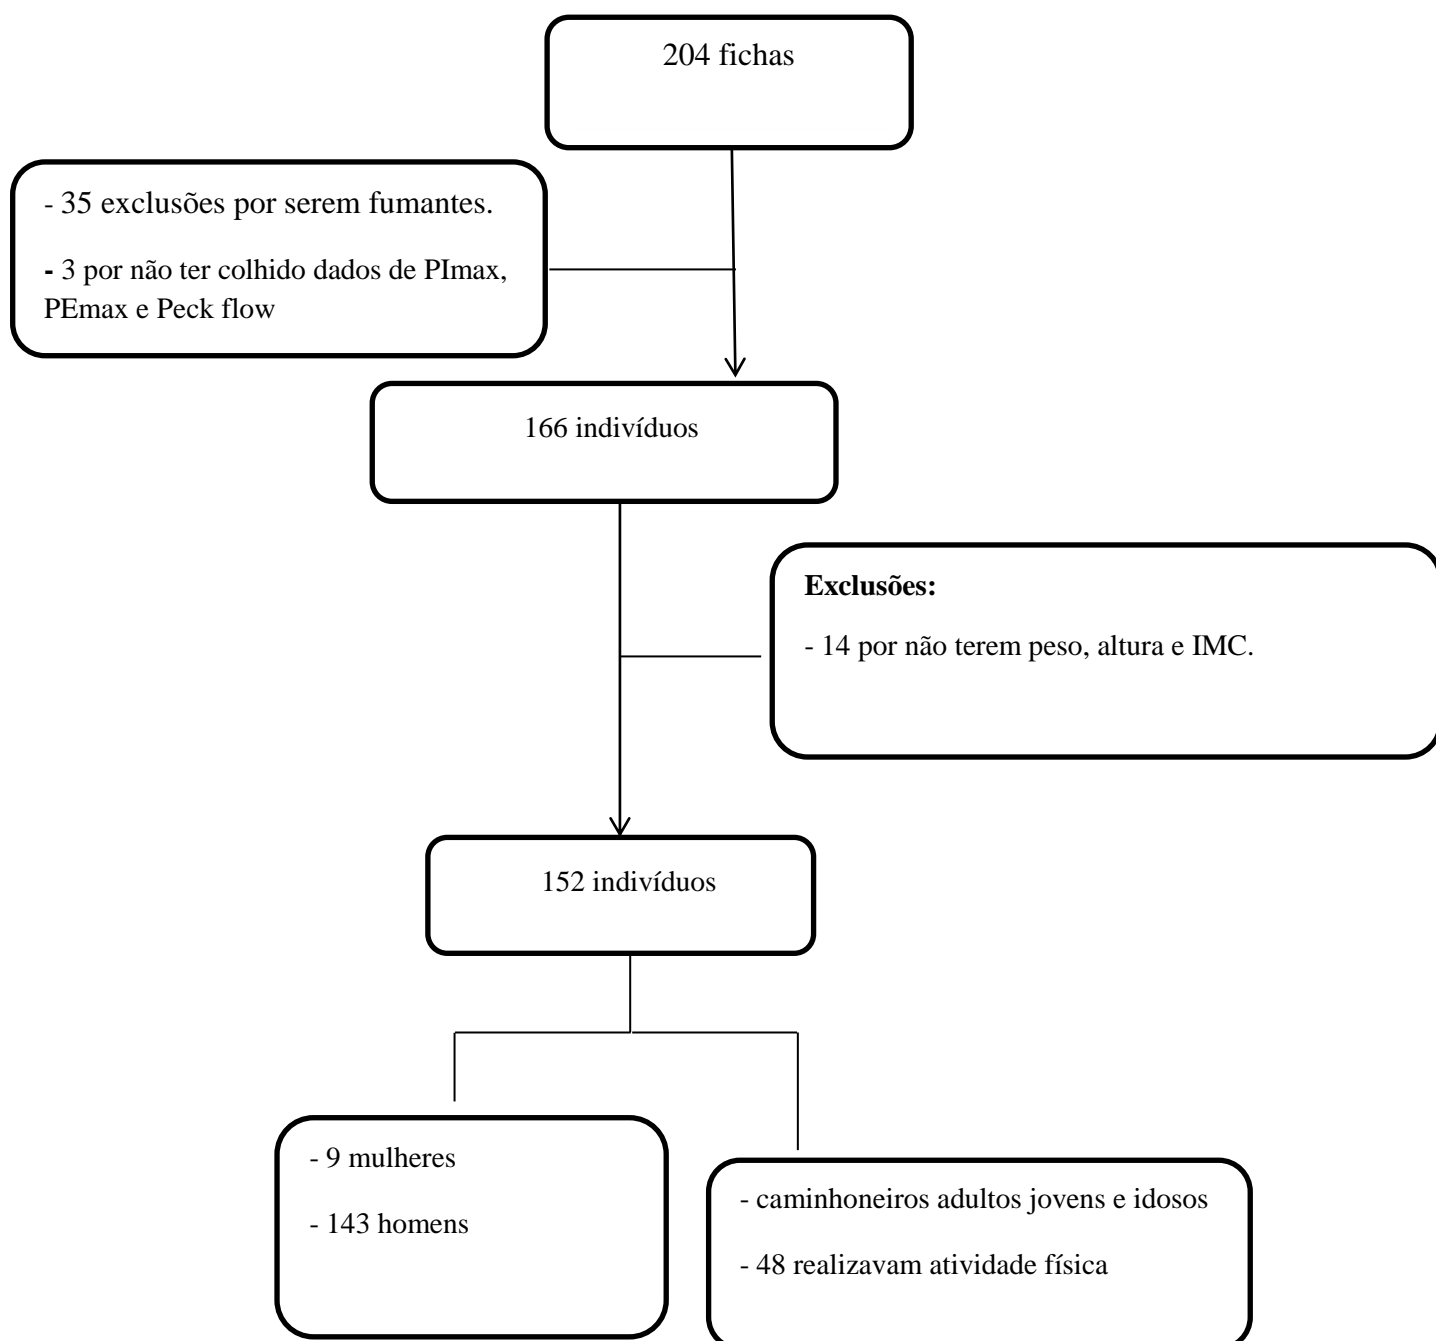 204 fichas
- 35 exclusões por serem fumantes.
- 3 por não ter colhido dados de PImax,
PEmax e Peck flow
166 indivíduos
Exclusões:
- 14 por não terem peso, altura e IMC.
152 indivíduos
- 9 mulheres
- 143 homens
- caminhoneiros adultos jovens e idosos
- 48 realizavam atividade física